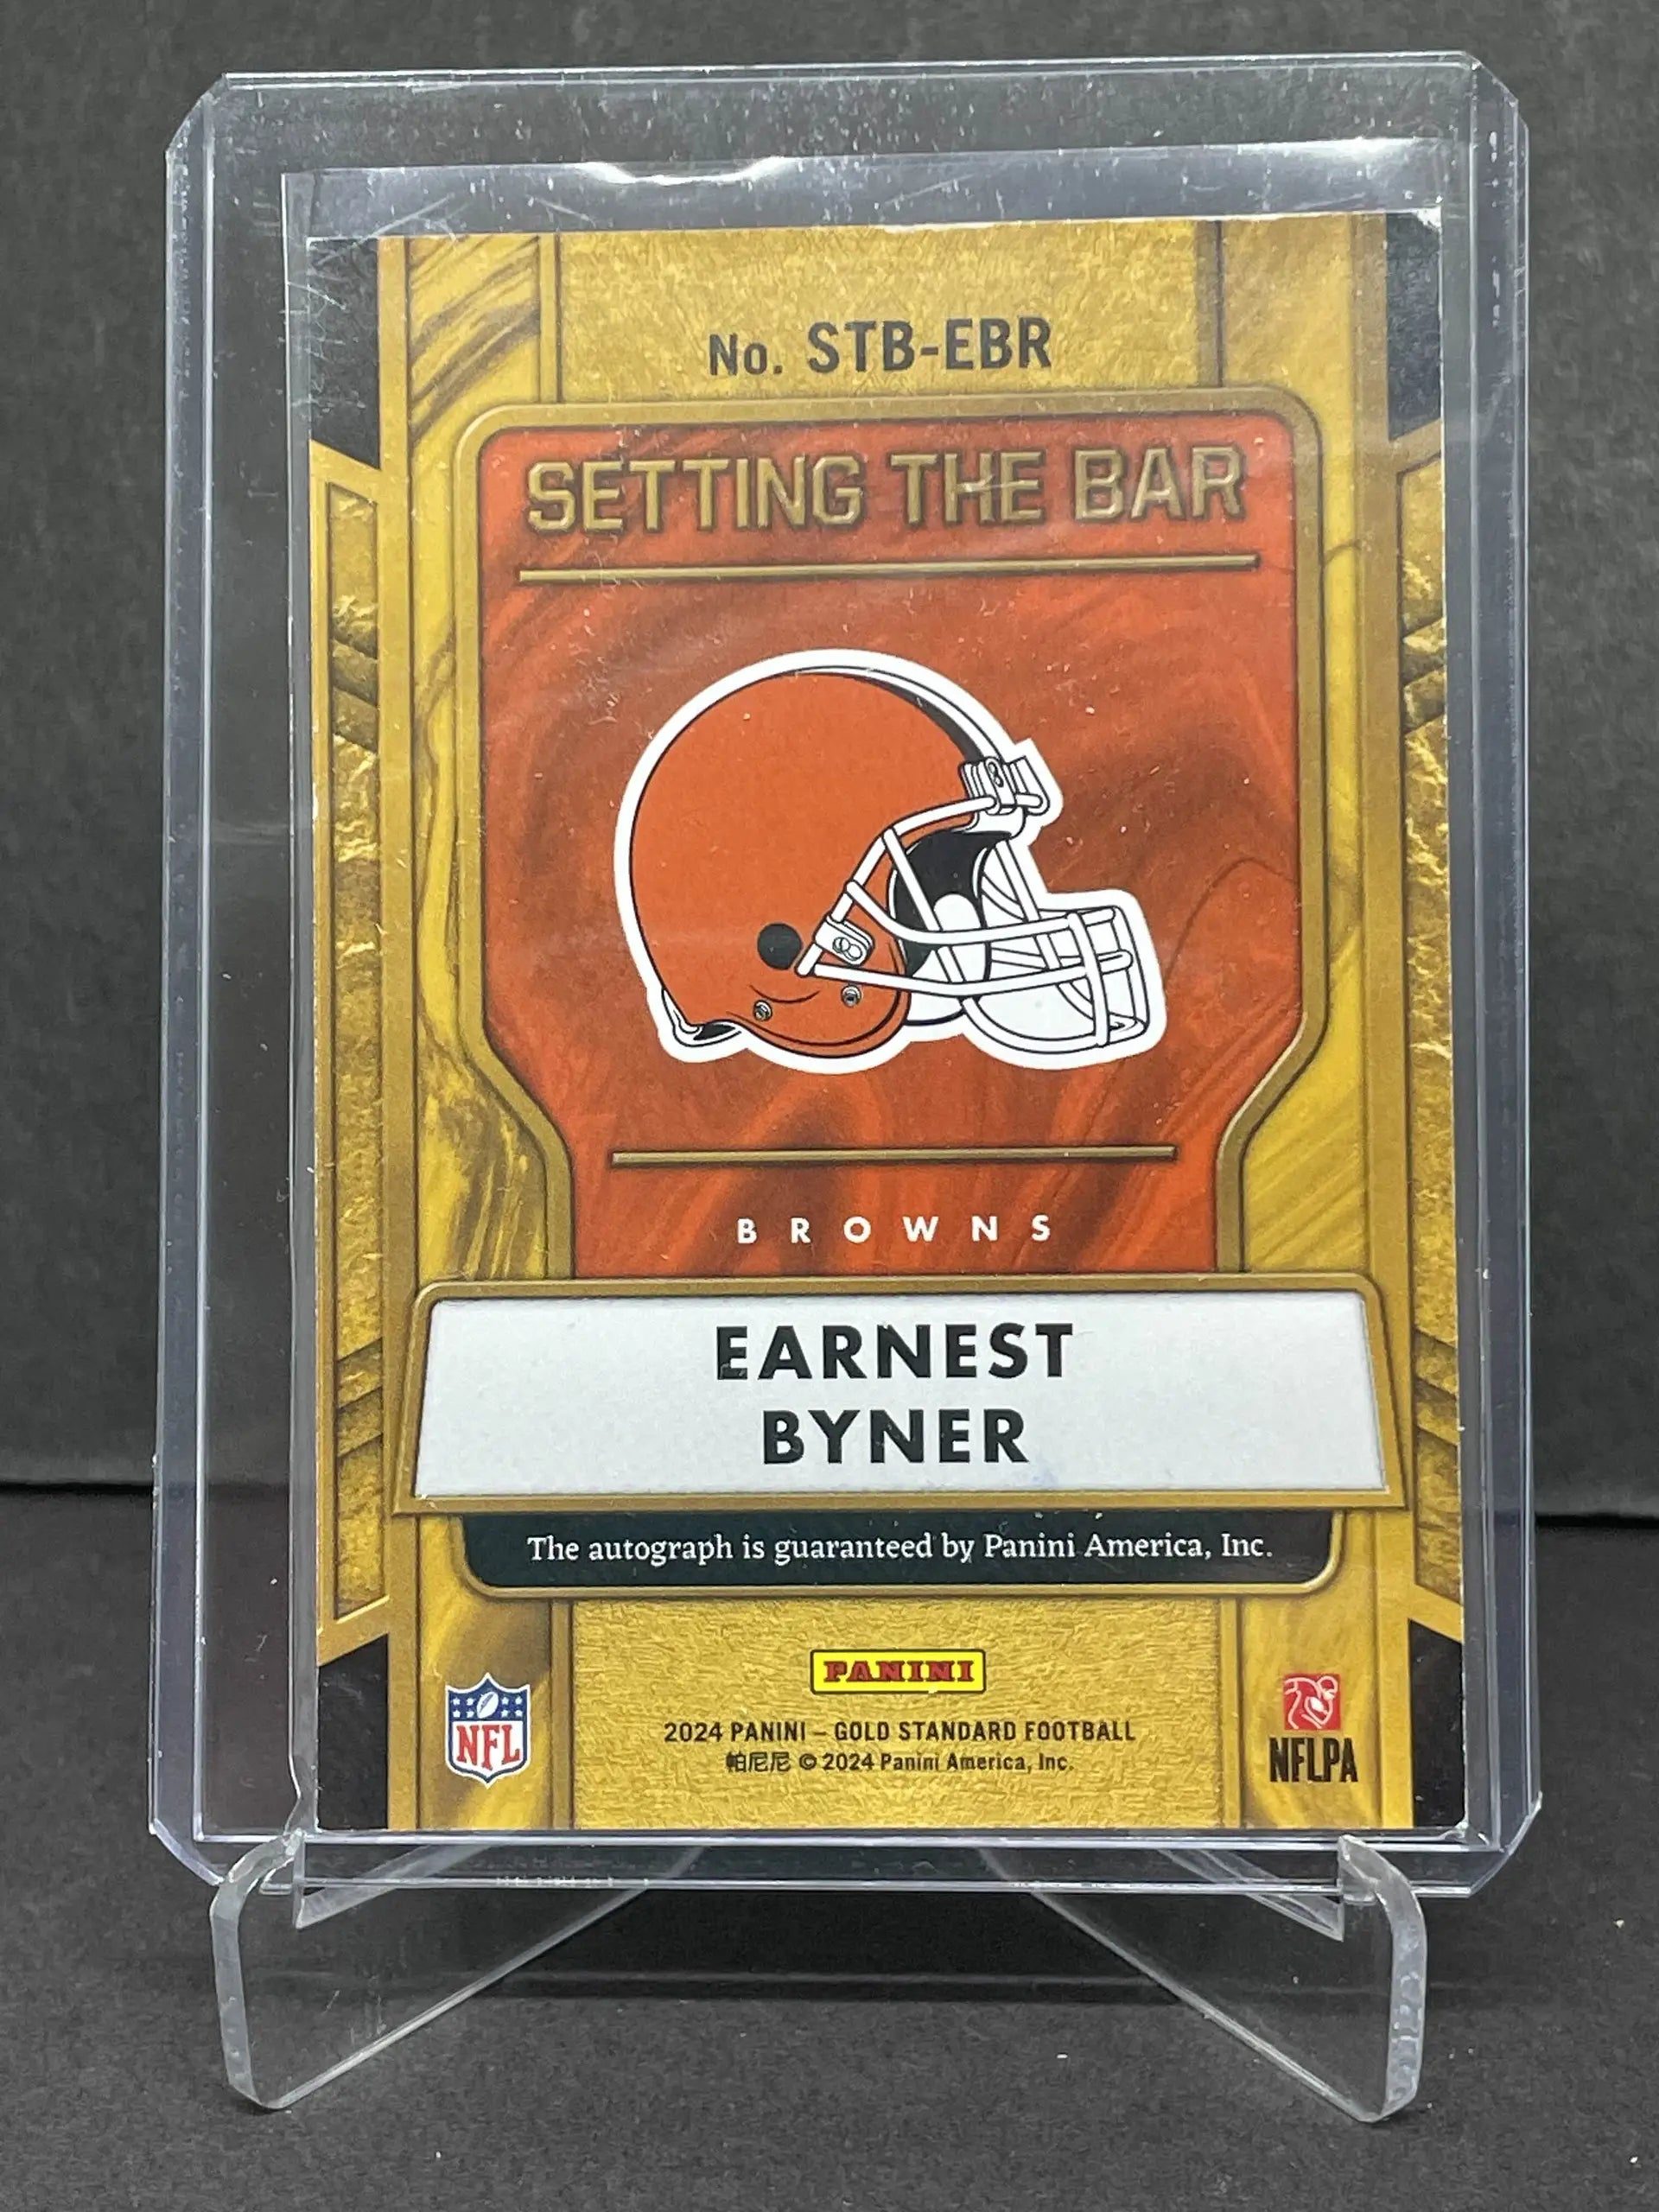 No. STB-EBR
SETTING THE BAR
BROWNS
EARNEST
BYNER
The autograph is guaranteed by Panini America, Inc.
PANINI
NFL
2024 PANINI – GOLD STANDARD FOOTBALL
帕尼尼 © 2024 Panini America, Inc.
NFLPA